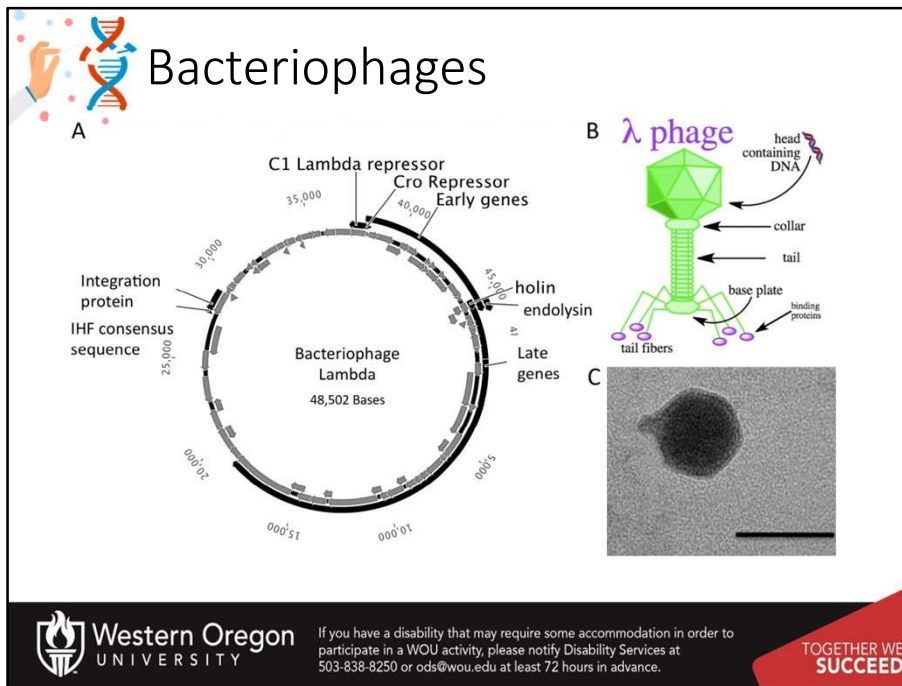 Bacteriophages
A
C1 Lambda repressor
Cro Repressor
Early genes
35,000
40,000
30,000
45,000
Integration
protein
holin
endolysin
IHF consensus
sequence
25,000
Bacteriophage
Lambda
48,502 Bases
Late
genes
20,000
5,000
15,000
10,000
B
λ phage
head
containing
DNA
collar
tail
base plate
binding
proteins
tail fibers
C
Western Oregon
UNIVERSITY
If you have a disability that may require some accommodation in order to
participate in a WOU activity, please notify Disability Services at
503-838-8250 or ods@wou.edu at least 72 hours in advance.
TOGETHER WE
SUCCEED